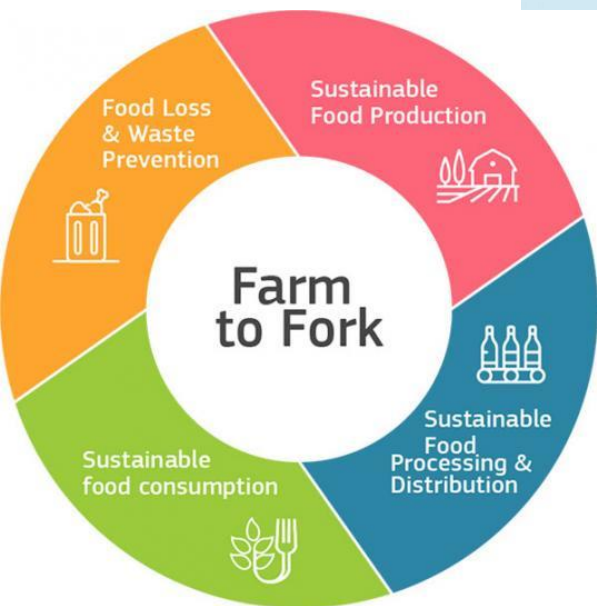 Farm
to Fork
Sustainable
Food Production
Sustainable
Food
Processing &
Distribution
Sustainable
food consumption
Food Loss
& Waste
Prevention